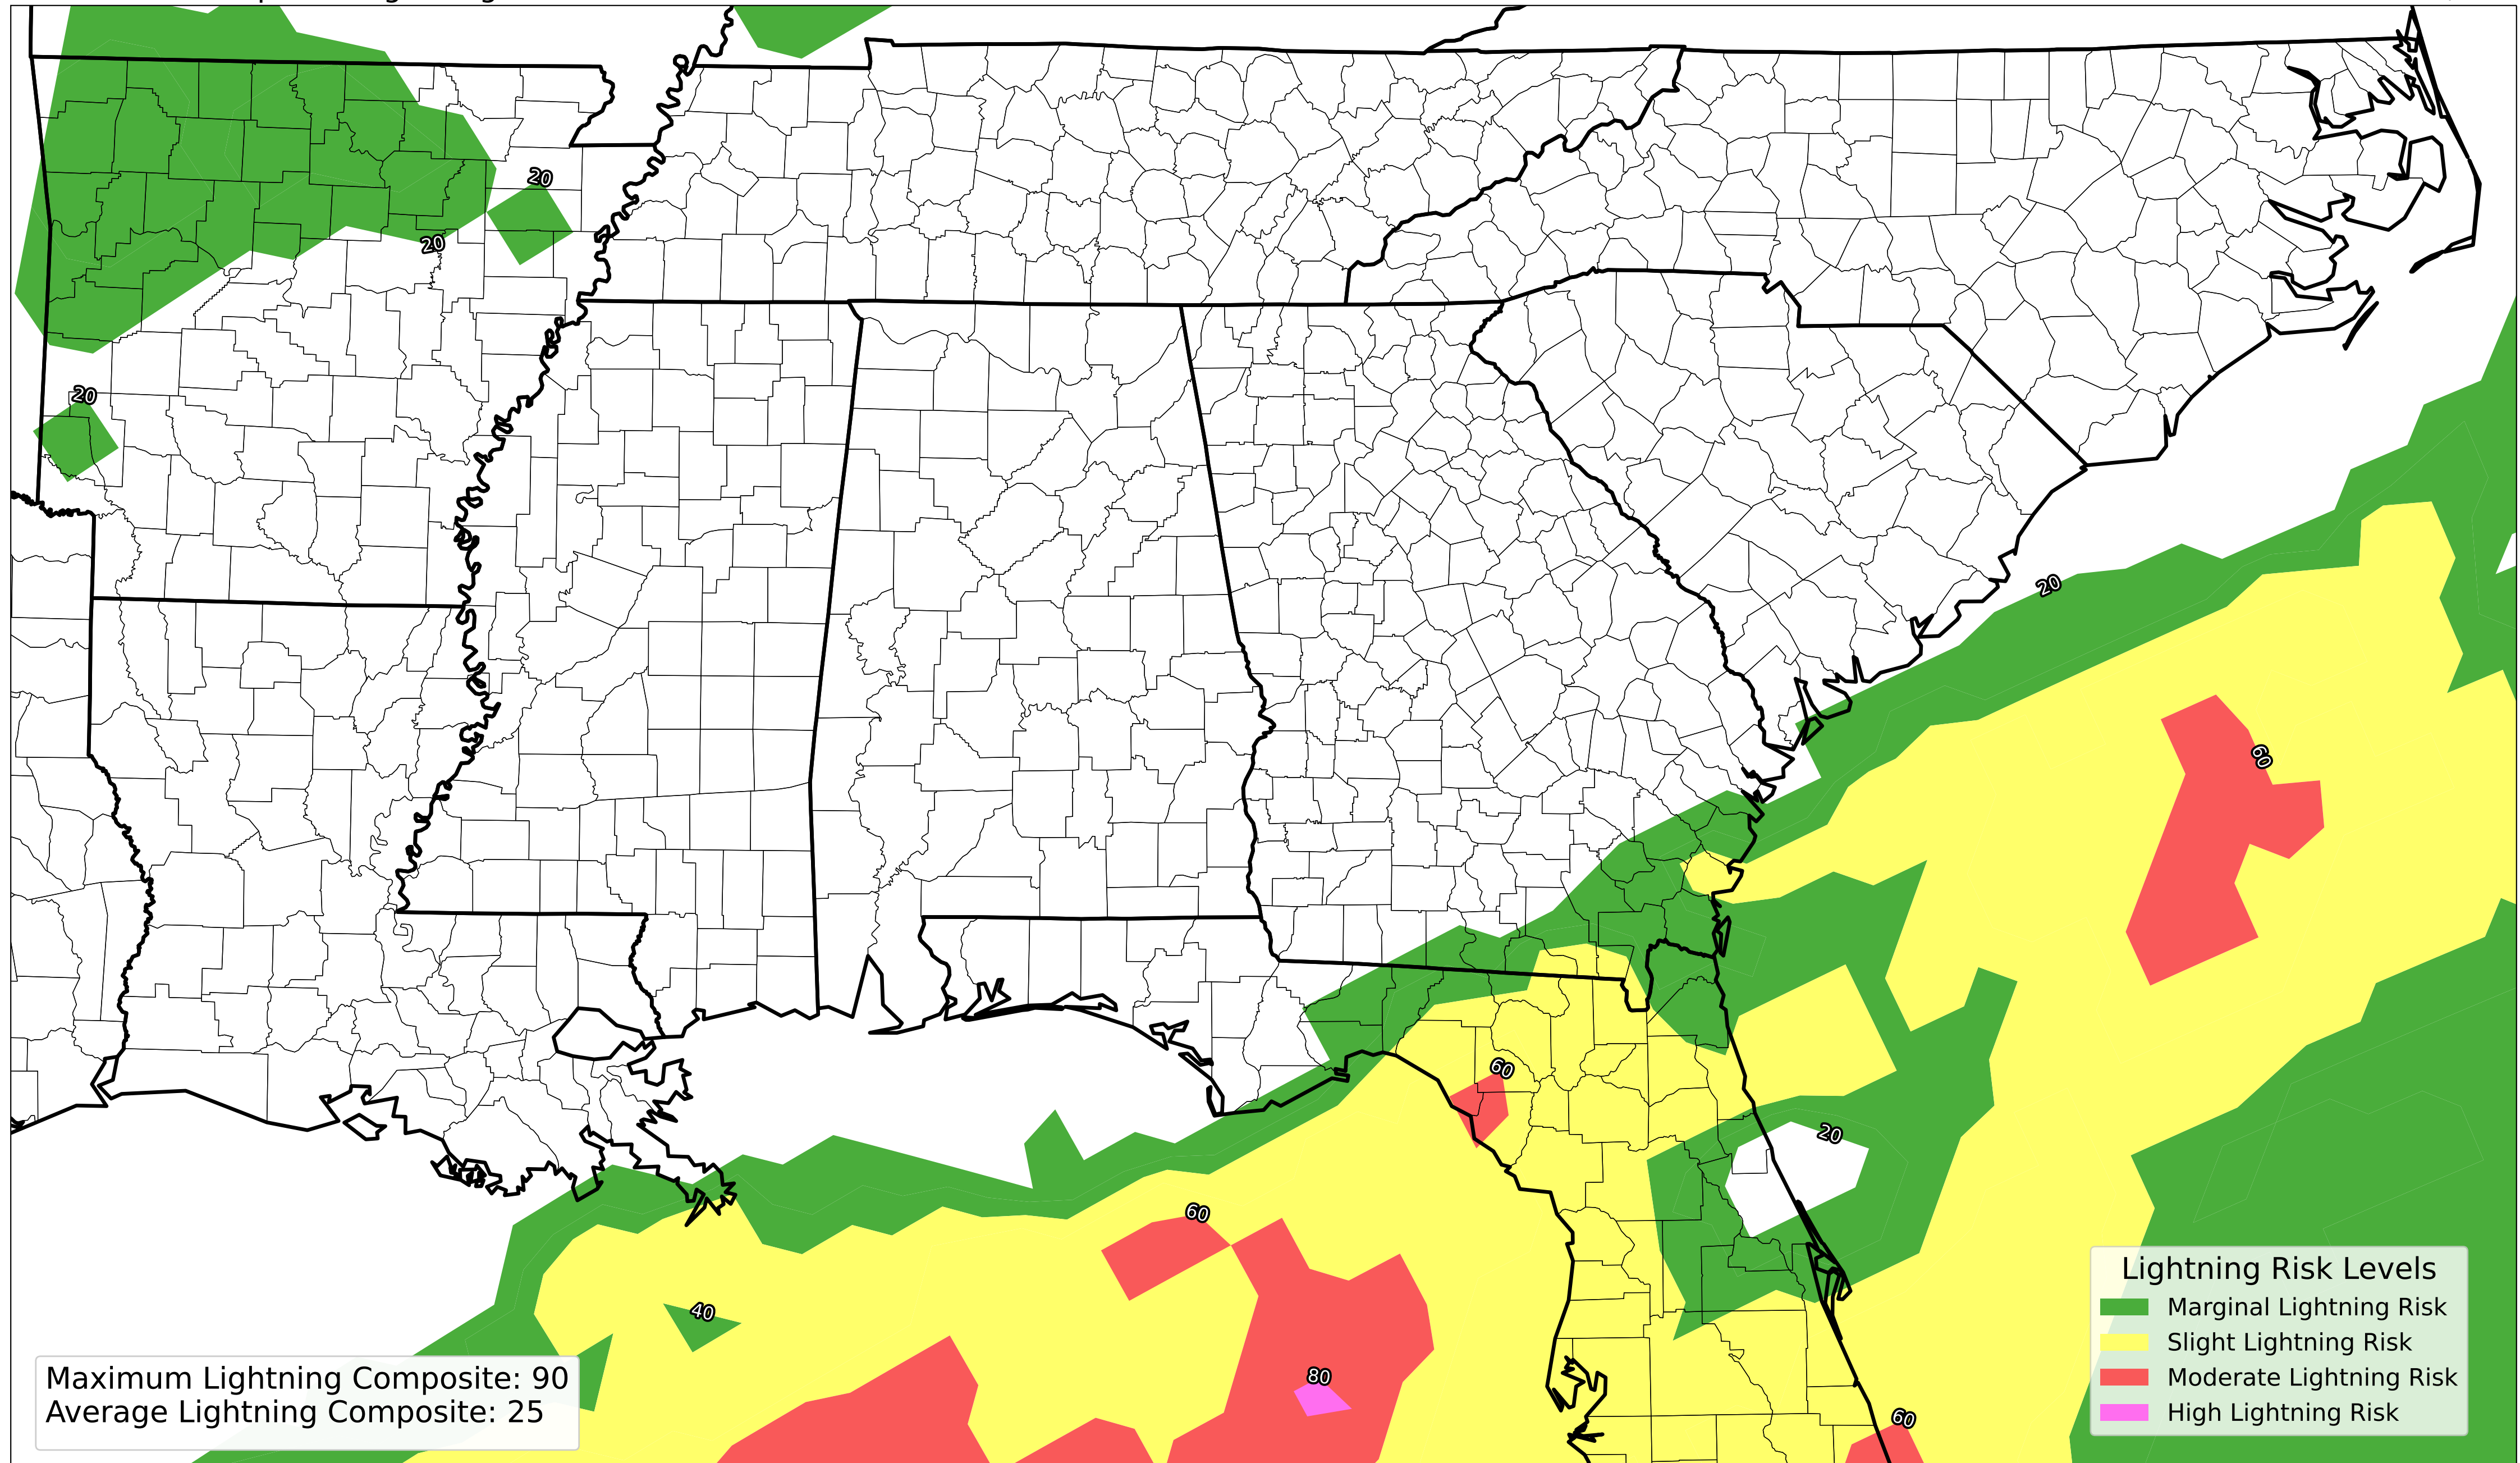 20
20
20
20
60
60
20
60
40
80
60
Lightning Risk Levels
Marginal Lightning Risk
Slight Lightning Risk
Moderate Lightning Risk
High Lightning Risk
Maximum Lightning Composite: 90
Average Lightning Composite: 25